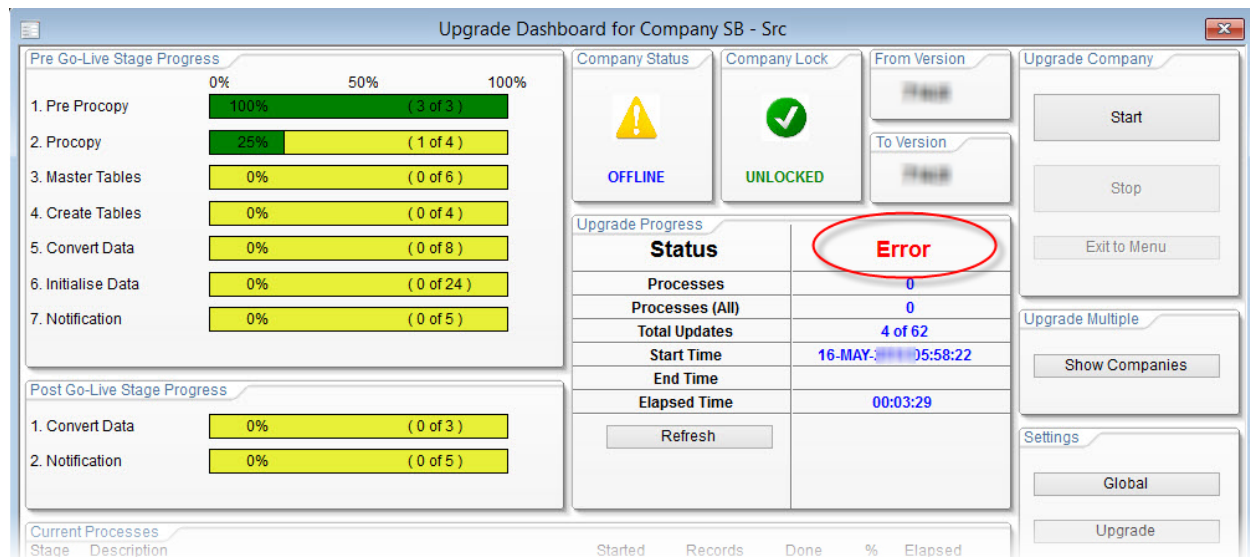 Upgrade Dashboard for Company SB - Src
Pre Go-Live Stage Progress
0% 50% 100%
1. Pre Procopy 100% ( 3 of 3 )
2. Procopy 25% ( 1 of 4 )
3. Master Tables 0% ( 0 of 6 )
4. Create Tables 0% ( 0 of 4 )
5. Convert Data 0% ( 0 of 8 )
6. Initialise Data 0% ( 0 of 24 )
7. Notification 0% ( 0 of 5 )
Post Go-Live Stage Progress
1. Convert Data 0% ( 0 of 3 )
2. Notification 0% ( 0 of 5 )
Company Status
OFFLINE
Company Lock
UNLOCKED
From Version
To Version
Upgrade Progress
Status Error
Processes 0
Processes (All) 0
Total Updates 4 of 62
Start Time 16-MAY- 05:58:22
End Time
Elapsed Time 00:03:29
Refresh
Upgrade Company
Start
Stop
Exit to Menu
Upgrade Multiple
Show Companies
Settings
Global
Upgrade
Current Processes
Stage Description Started Records Done % Elapsed